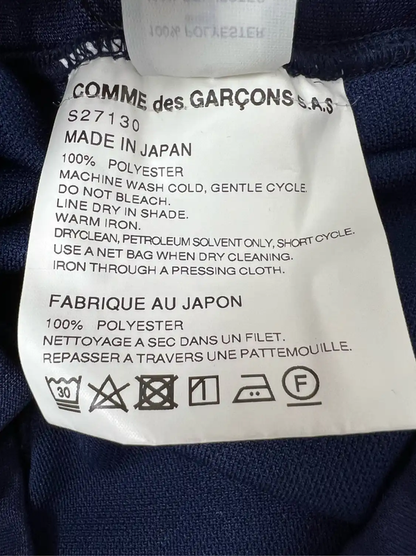 100% POLYESTER
COMME des GARÇONS S.A.S
S27130
MADE IN JAPAN
100% POLYESTER
MACHINE WASH COLD, GENTLE CYCLE.
DO NOT BLEACH.
LINE DRY IN SHADE.
WARM IRON.
DRYCLEAN, PETROLEUM SOLVENT ONLY, SHORT CYCLE.
USE A NET BAG WHEN DRY CLEANING.
IRON THROUGH A PRESSING CLOTH.
FABRIQUE AU JAPON
100% POLYESTER
NETTOYAGE A SEC DANS UN FILET.
REPASSER A TRAVERS UNE PATTEMOUILLE.
30 F